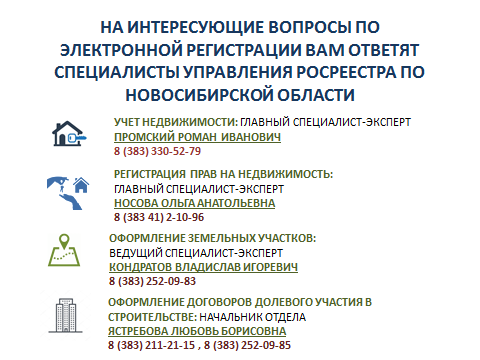 НА ИНТЕРЕСУЮЩИЕ ВОПРОСЫ ПО
ЭЛЕКТРОННОЙ РЕГИСТРАЦИИ ВАМ ОТВЕТЯТ
СПЕЦИАЛИСТЫ УПРАВЛЕНИЯ РОСРЕЕСТРА ПО
НОВОСИБИРСКОЙ ОБЛАСТИ
УЧЕТ НЕДВИЖИМОСТИ: ГЛАВНЫЙ СПЕЦИАЛИСТ-ЭКСПЕРТ
ПРОМСКИЙ РОМАН ИВАНОВИЧ
8 (383) 330-52-79
РЕГИСТРАЦИЯ ПРАВ НА НЕДВИЖИМОСТЬ:
ГЛАВНЫЙ СПЕЦИАЛИСТ-ЭКСПЕРТ
НОСОВА ОЛЬГА АНАТОЛЬЕВНА
8 (383 41) 2-10-96
ОФОРМЛЕНИЕ ЗЕМЕЛЬНЫХ УЧАСТКОВ:
ВЕДУЩИЙ СПЕЦИАЛИСТ-ЭКСПЕРТ
КОНДРАТОВ ВЛАДИСЛАВ ИГОРЕВИЧ
8 (383) 252-09-83
ОФОРМЛЕНИЕ ДОГОВОРОВ ДОЛЕВОГО УЧАСТИЯ В
СТРОИТЕЛЬСТВЕ: НАЧАЛЬНИК ОТДЕЛА
ЯСТРЕБОВА ЛЮБОВЬ БОРИСОВНА
8 (383) 211-21-15 , 8 (383) 252-09-85